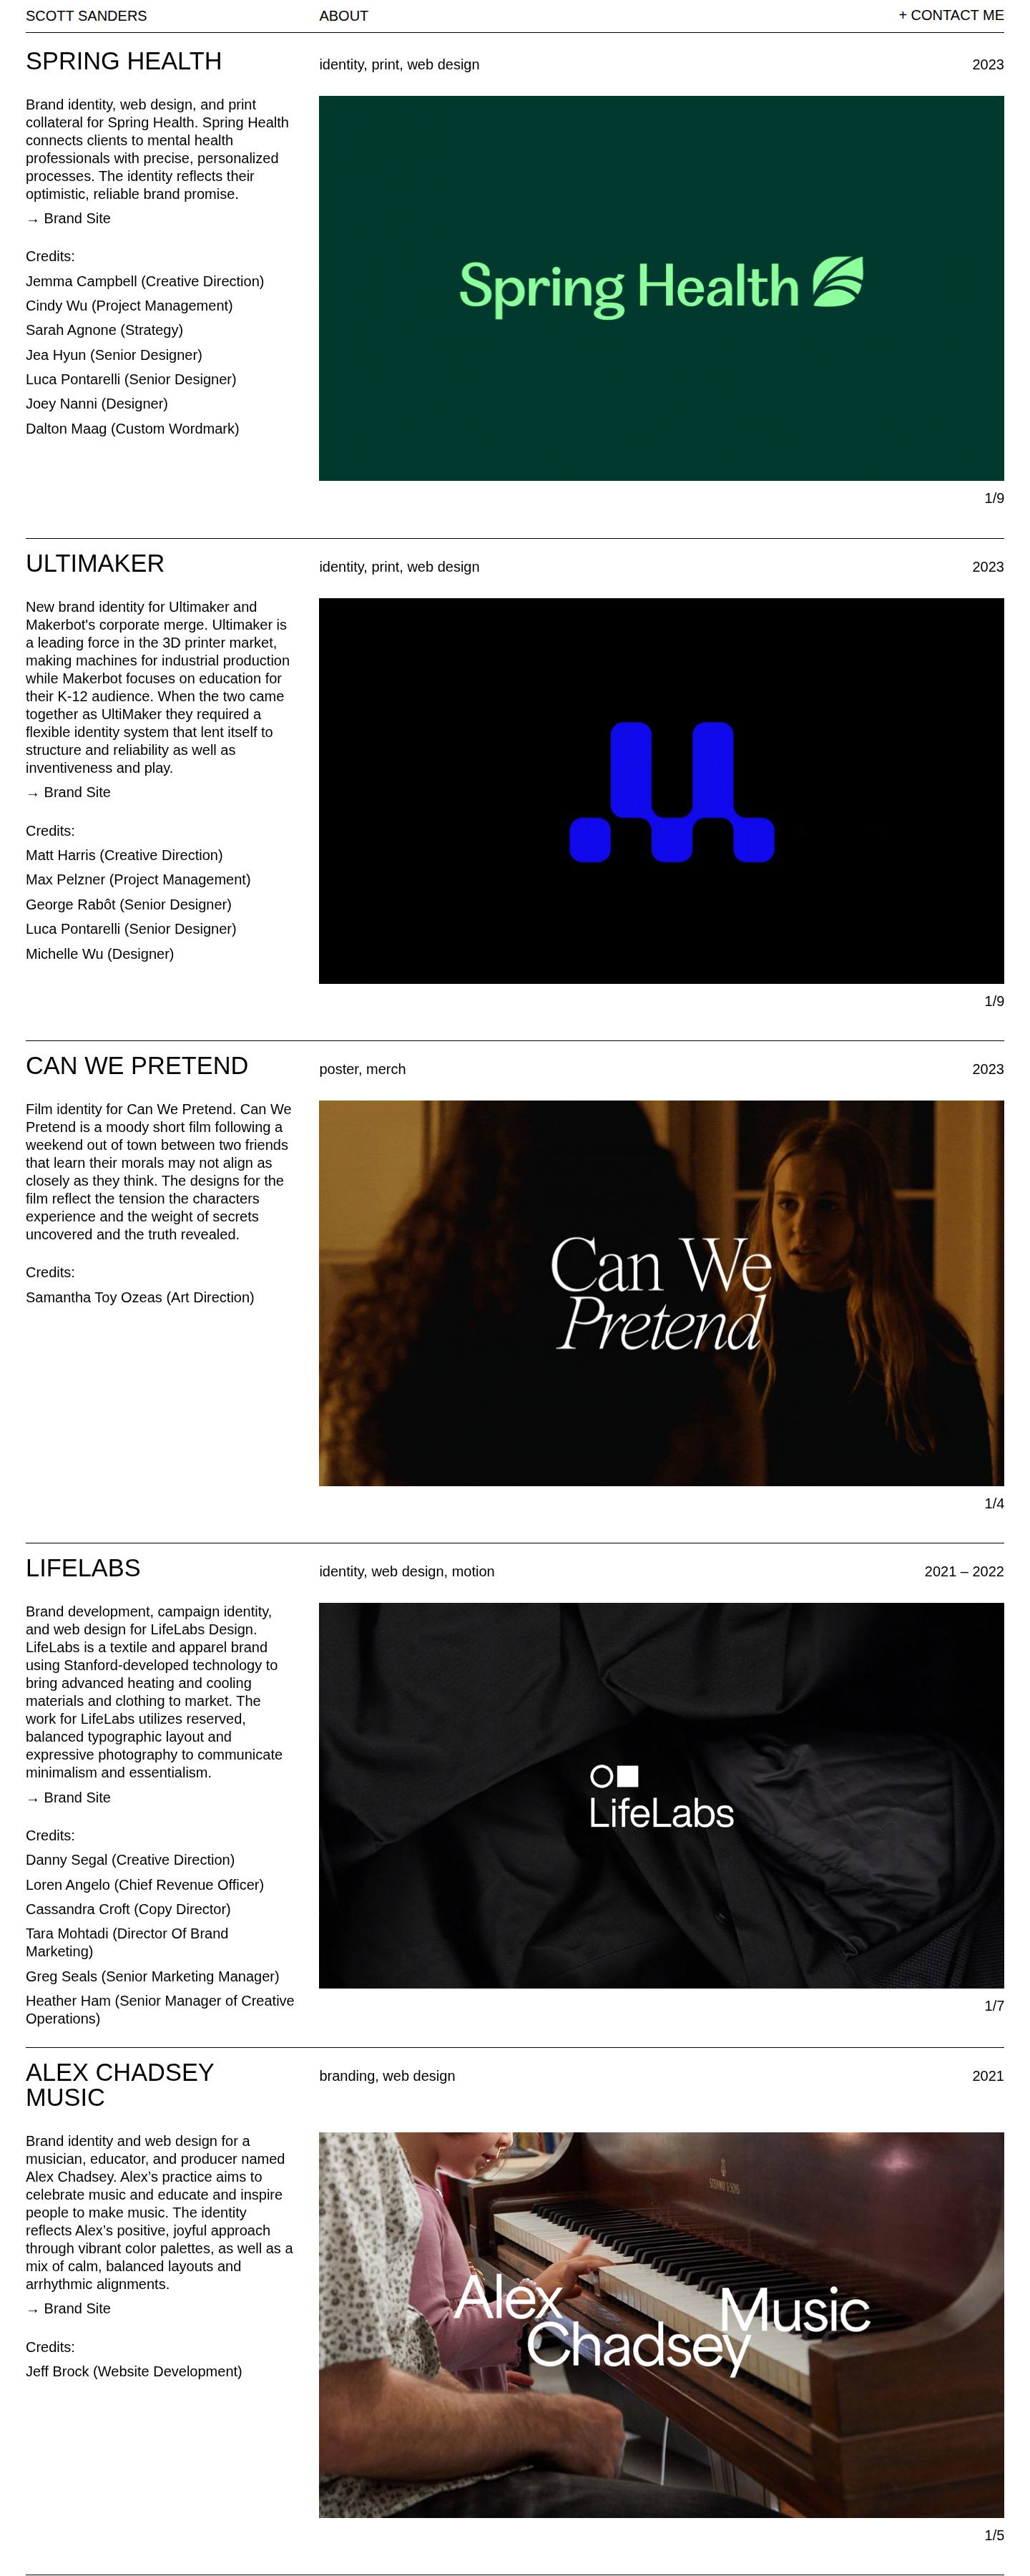 SCOTT SANDERS
ABOUT
+ CONTACT ME
SPRING HEALTH
identity, print, web design
2023
Brand identity, web design, and print
collateral for Spring Health. Spring Health
connects clients to mental health
professionals with precise, personalized
processes. The identity reflects their
optimistic, reliable brand promise.
→ Brand Site
Credits:
Jemma Campbell (Creative Direction)
Cindy Wu (Project Management)
Sarah Agnone (Strategy)
Jea Hyun (Senior Designer)
Luca Pontarelli (Senior Designer)
Joey Nanni (Designer)
Dalton Maag (Custom Wordmark)
Spring Health
1/9
ULTIMAKER
identity, print, web design
2023
New brand identity for Ultimaker and
Makerbot's corporate merge. Ultimaker is
a leading force in the 3D printer market,
making machines for industrial production
while Makerbot focuses on education for
their K-12 audience. When the two came
together as UltiMaker they required a
flexible identity system that lent itself to
structure and reliability as well as
inventiveness and play.
→ Brand Site
Credits:
Matt Harris (Creative Direction)
Max Pelzner (Project Management)
George Rabôt (Senior Designer)
Luca Pontarelli (Senior Designer)
Michelle Wu (Designer)
1/9
CAN WE PRETEND
poster, merch
2023
Film identity for Can We Pretend. Can We
Pretend is a moody short film following a
weekend out of town between two friends
that learn their morals may not align as
closely as they think. The designs for the
film reflect the tension the characters
experience and the weight of secrets
uncovered and the truth revealed.
Credits:
Samantha Toy Ozeas (Art Direction)
Can We
Pretend
1/4
LIFELABS
identity, web design, motion
2021 – 2022
Brand development, campaign identity,
and web design for LifeLabs Design.
LifeLabs is a textile and apparel brand
using Stanford-developed technology to
bring advanced heating and cooling
materials and clothing to market. The
work for LifeLabs utilizes reserved,
balanced typographic layout and
expressive photography to communicate
minimalism and essentialism.
→ Brand Site
Credits:
Danny Segal (Creative Direction)
Loren Angelo (Chief Revenue Officer)
Cassandra Croft (Copy Director)
Tara Mohtadi (Director Of Brand
Marketing)
Greg Seals (Senior Marketing Manager)
Heather Ham (Senior Manager of Creative
Operations)
LifeLabs
1/7
ALEX CHADSEY
MUSIC
branding, web design
2021
Brand identity and web design for a
musician, educator, and producer named
Alex Chadsey. Alex’s practice aims to
celebrate music and educate and inspire
people to make music. The identity
reflects Alex’s positive, joyful approach
through vibrant color palettes, as well as a
mix of calm, balanced layouts and
arrhythmic alignments.
→ Brand Site
Credits:
Jeff Brock (Website Development)
Alex
Chadsey
Music
1/5